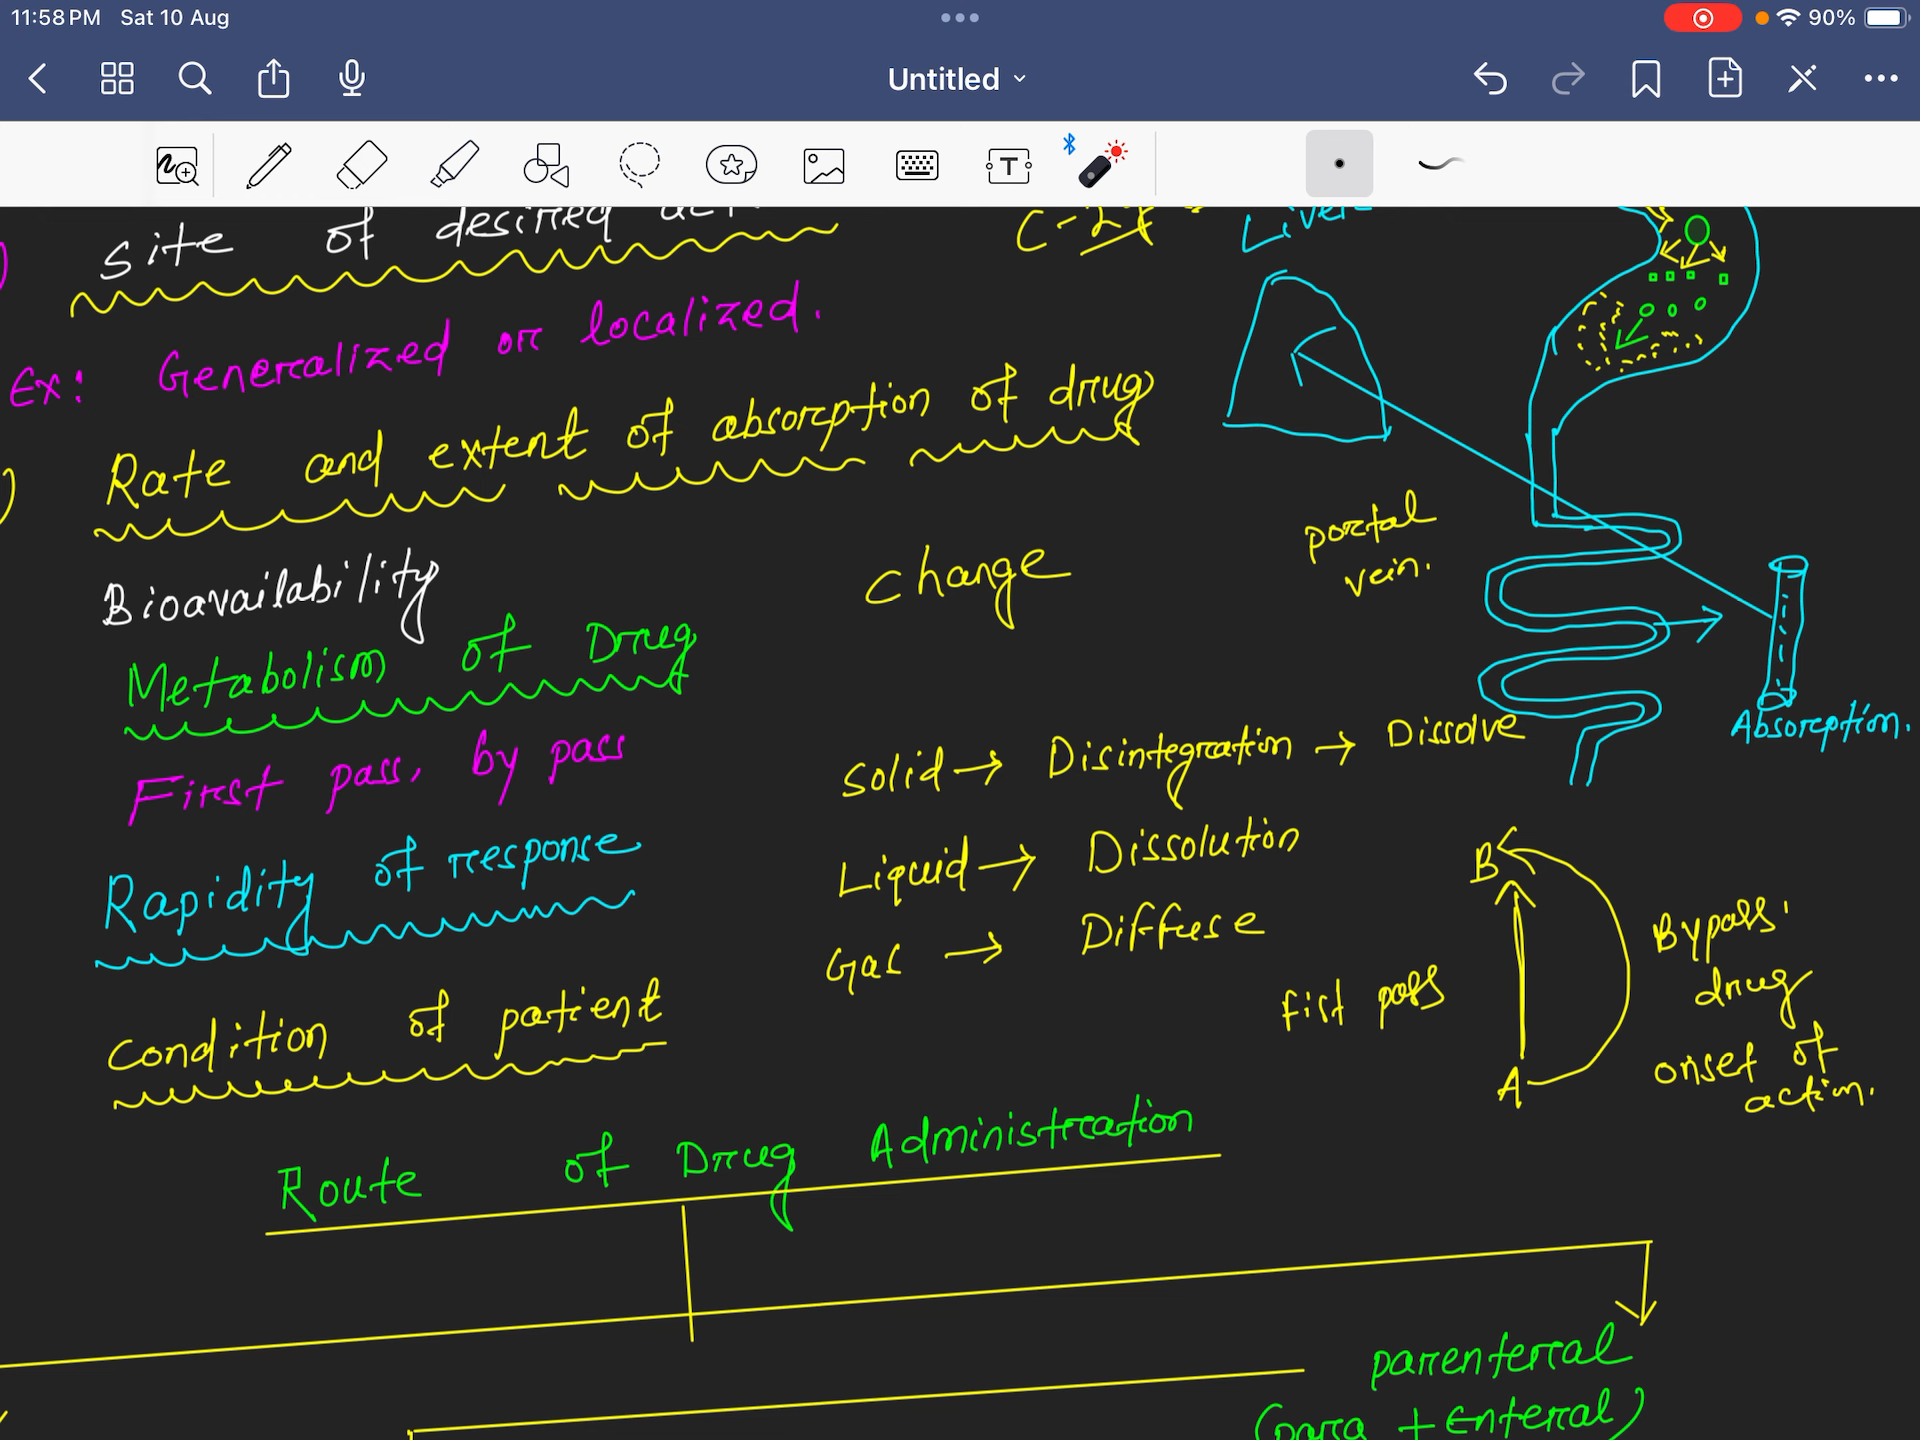 11:58 PM Sat 10 Aug
90%
Untitled
T
Site of desired
C-
Liver
Ex: Generalized or localized.
Rate and extent of absorption of drug
Bioavailability
change
portal
vein.
Metabolism of Drug
First pass, by pass
Absorption.
Solid → Disintegration → Dissolve
Rapidity of response
Liquid → Dissolution
Gas → Diffuse
B
Bypass.
drug
fist pass
Condition of patient
onset of
action.
A
Route of Drug Administration
parenteral
(para + Enteral)